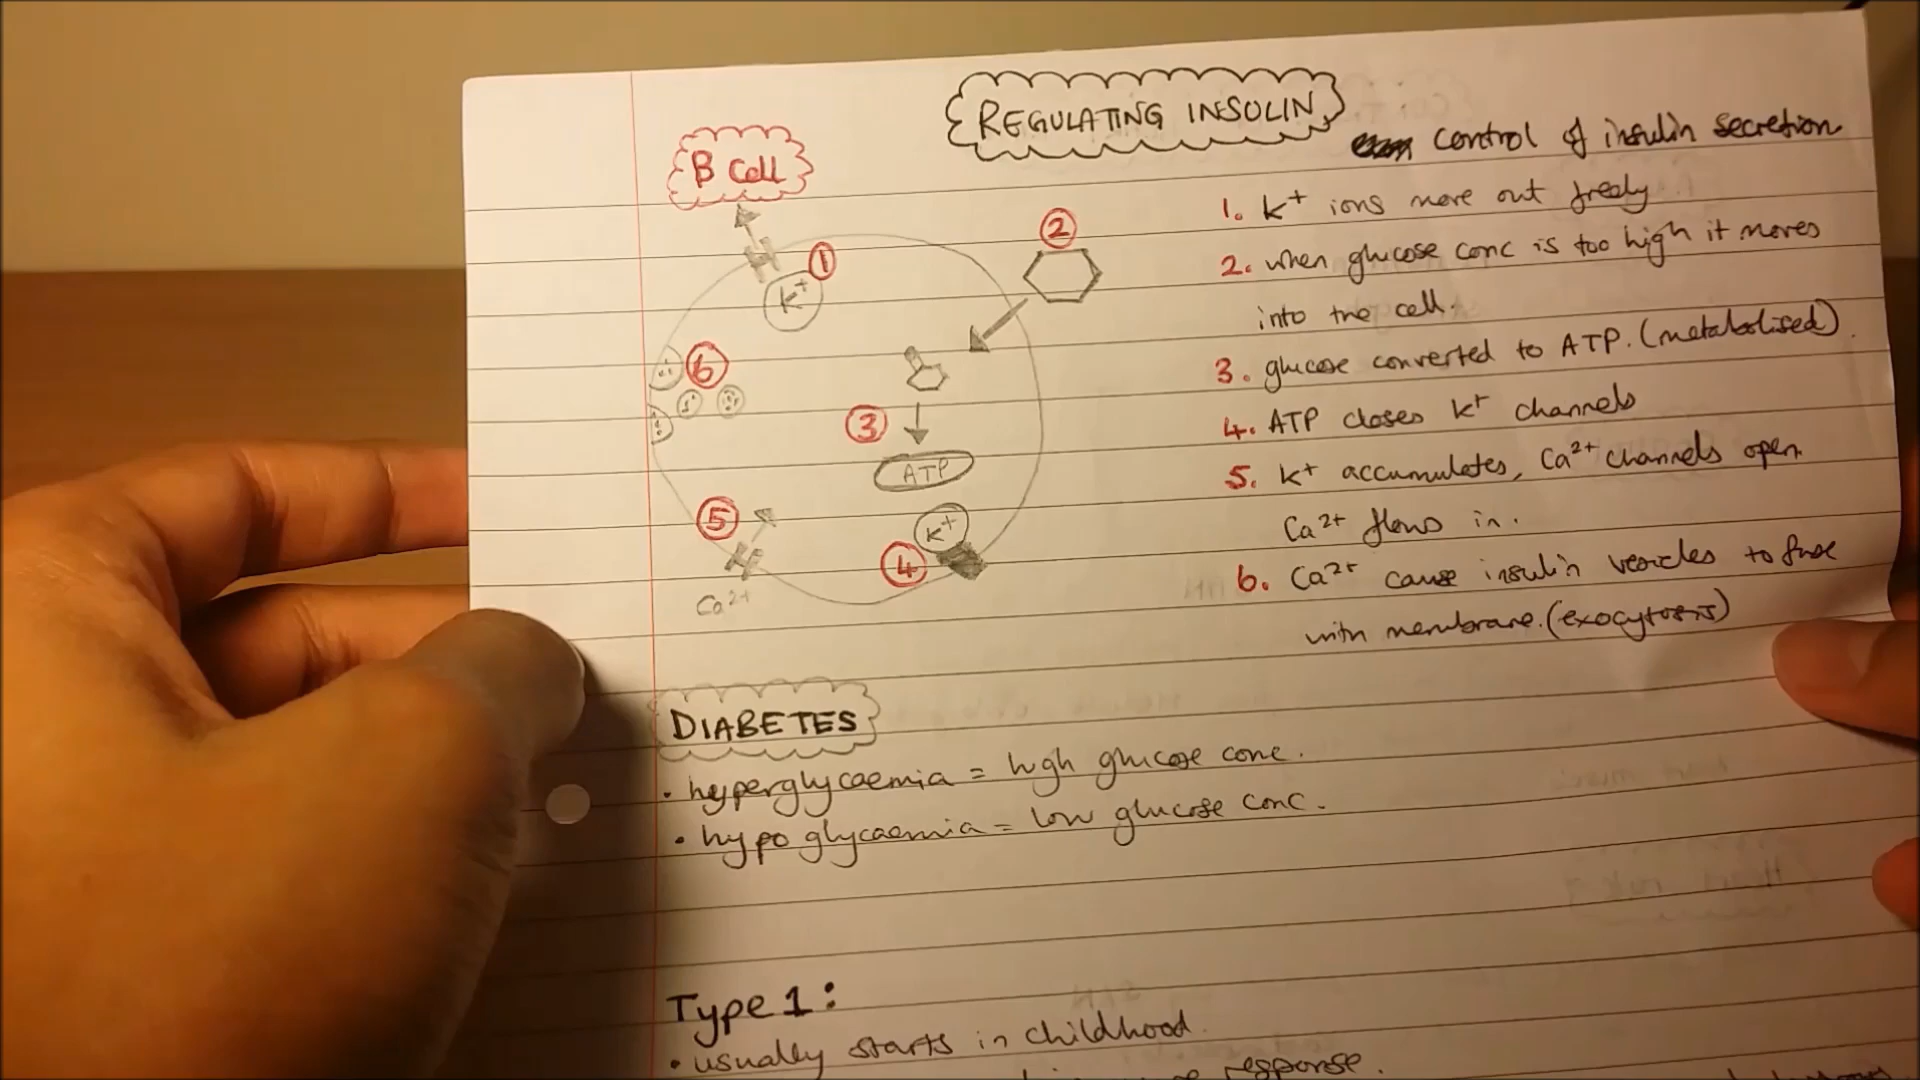 REGULATING INSULIN
control of insulin secretion
B Cell
1
K+
2
3
ATP
K+
4
5
Ca2+
6
1. K+ ions move out freely
2. when glucose conc is too high it moves
into the cell.
3. glucose converted to ATP. (metabolised).
4. ATP closes K+ channels
5. K+ accumulates, Ca2+ channels open
Ca2+ flows in.
6. Ca2+ cause insulin vesicles to fuse
with membrane. (exocytosis)
DIABETES
• hyperglycaemia = high glucose conc.
• hypoglycaemia = low glucose conc.
Type 1:
• usually starts in childhood
response.